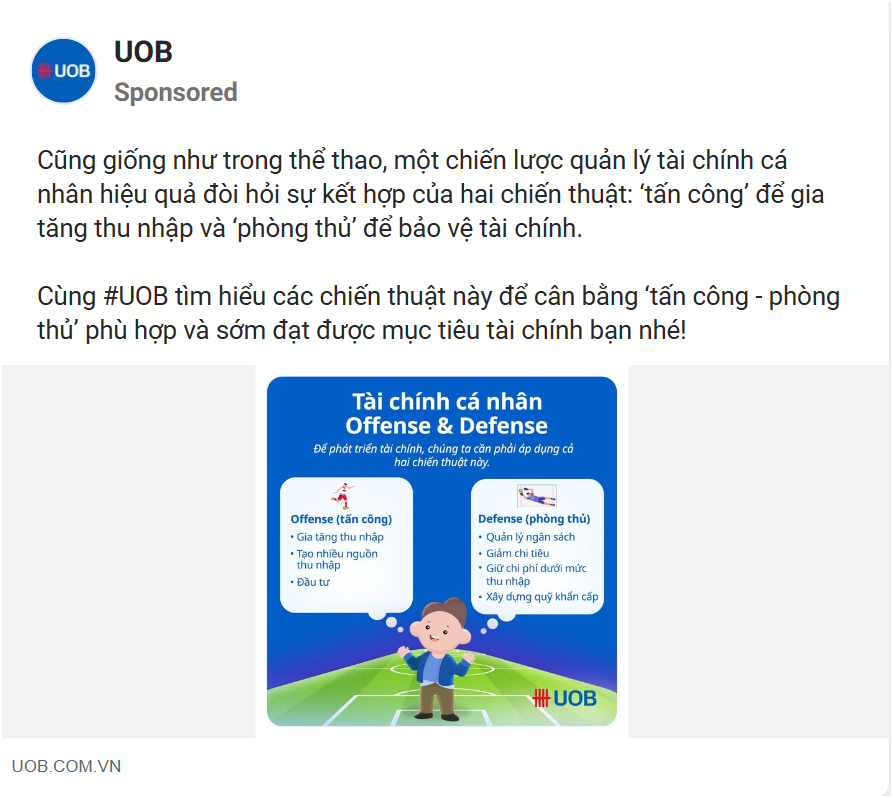 UOB
UOB
Sponsored
Cũng giống như trong thể thao, một chiến lược quản lý tài chính cá
nhân hiệu quả đòi hỏi sự kết hợp của hai chiến thuật: ‘tấn công’ để gia
tăng thu nhập và ‘phòng thủ’ để bảo vệ tài chính.
Cùng #UOB tìm hiểu các chiến thuật này để cân bằng ‘tấn công - phòng
thủ’ phù hợp và sớm đạt được mục tiêu tài chính bạn nhé!
Tài chính cá nhân
Offense & Defense
Để phát triển tài chính, chúng ta cần phải áp dụng cả
hai chiến thuật này.
Offense (tấn công)
• Gia tăng thu nhập
• Tạo nhiều nguồn
thu nhập
• Đầu tư
Defense (phòng thủ)
• Quản lý ngân sách
• Giảm chi tiêu
• Giữ chi phí dưới mức
thu nhập
• Xây dựng quỹ khẩn cấp
UOB
UOB.COM.VN